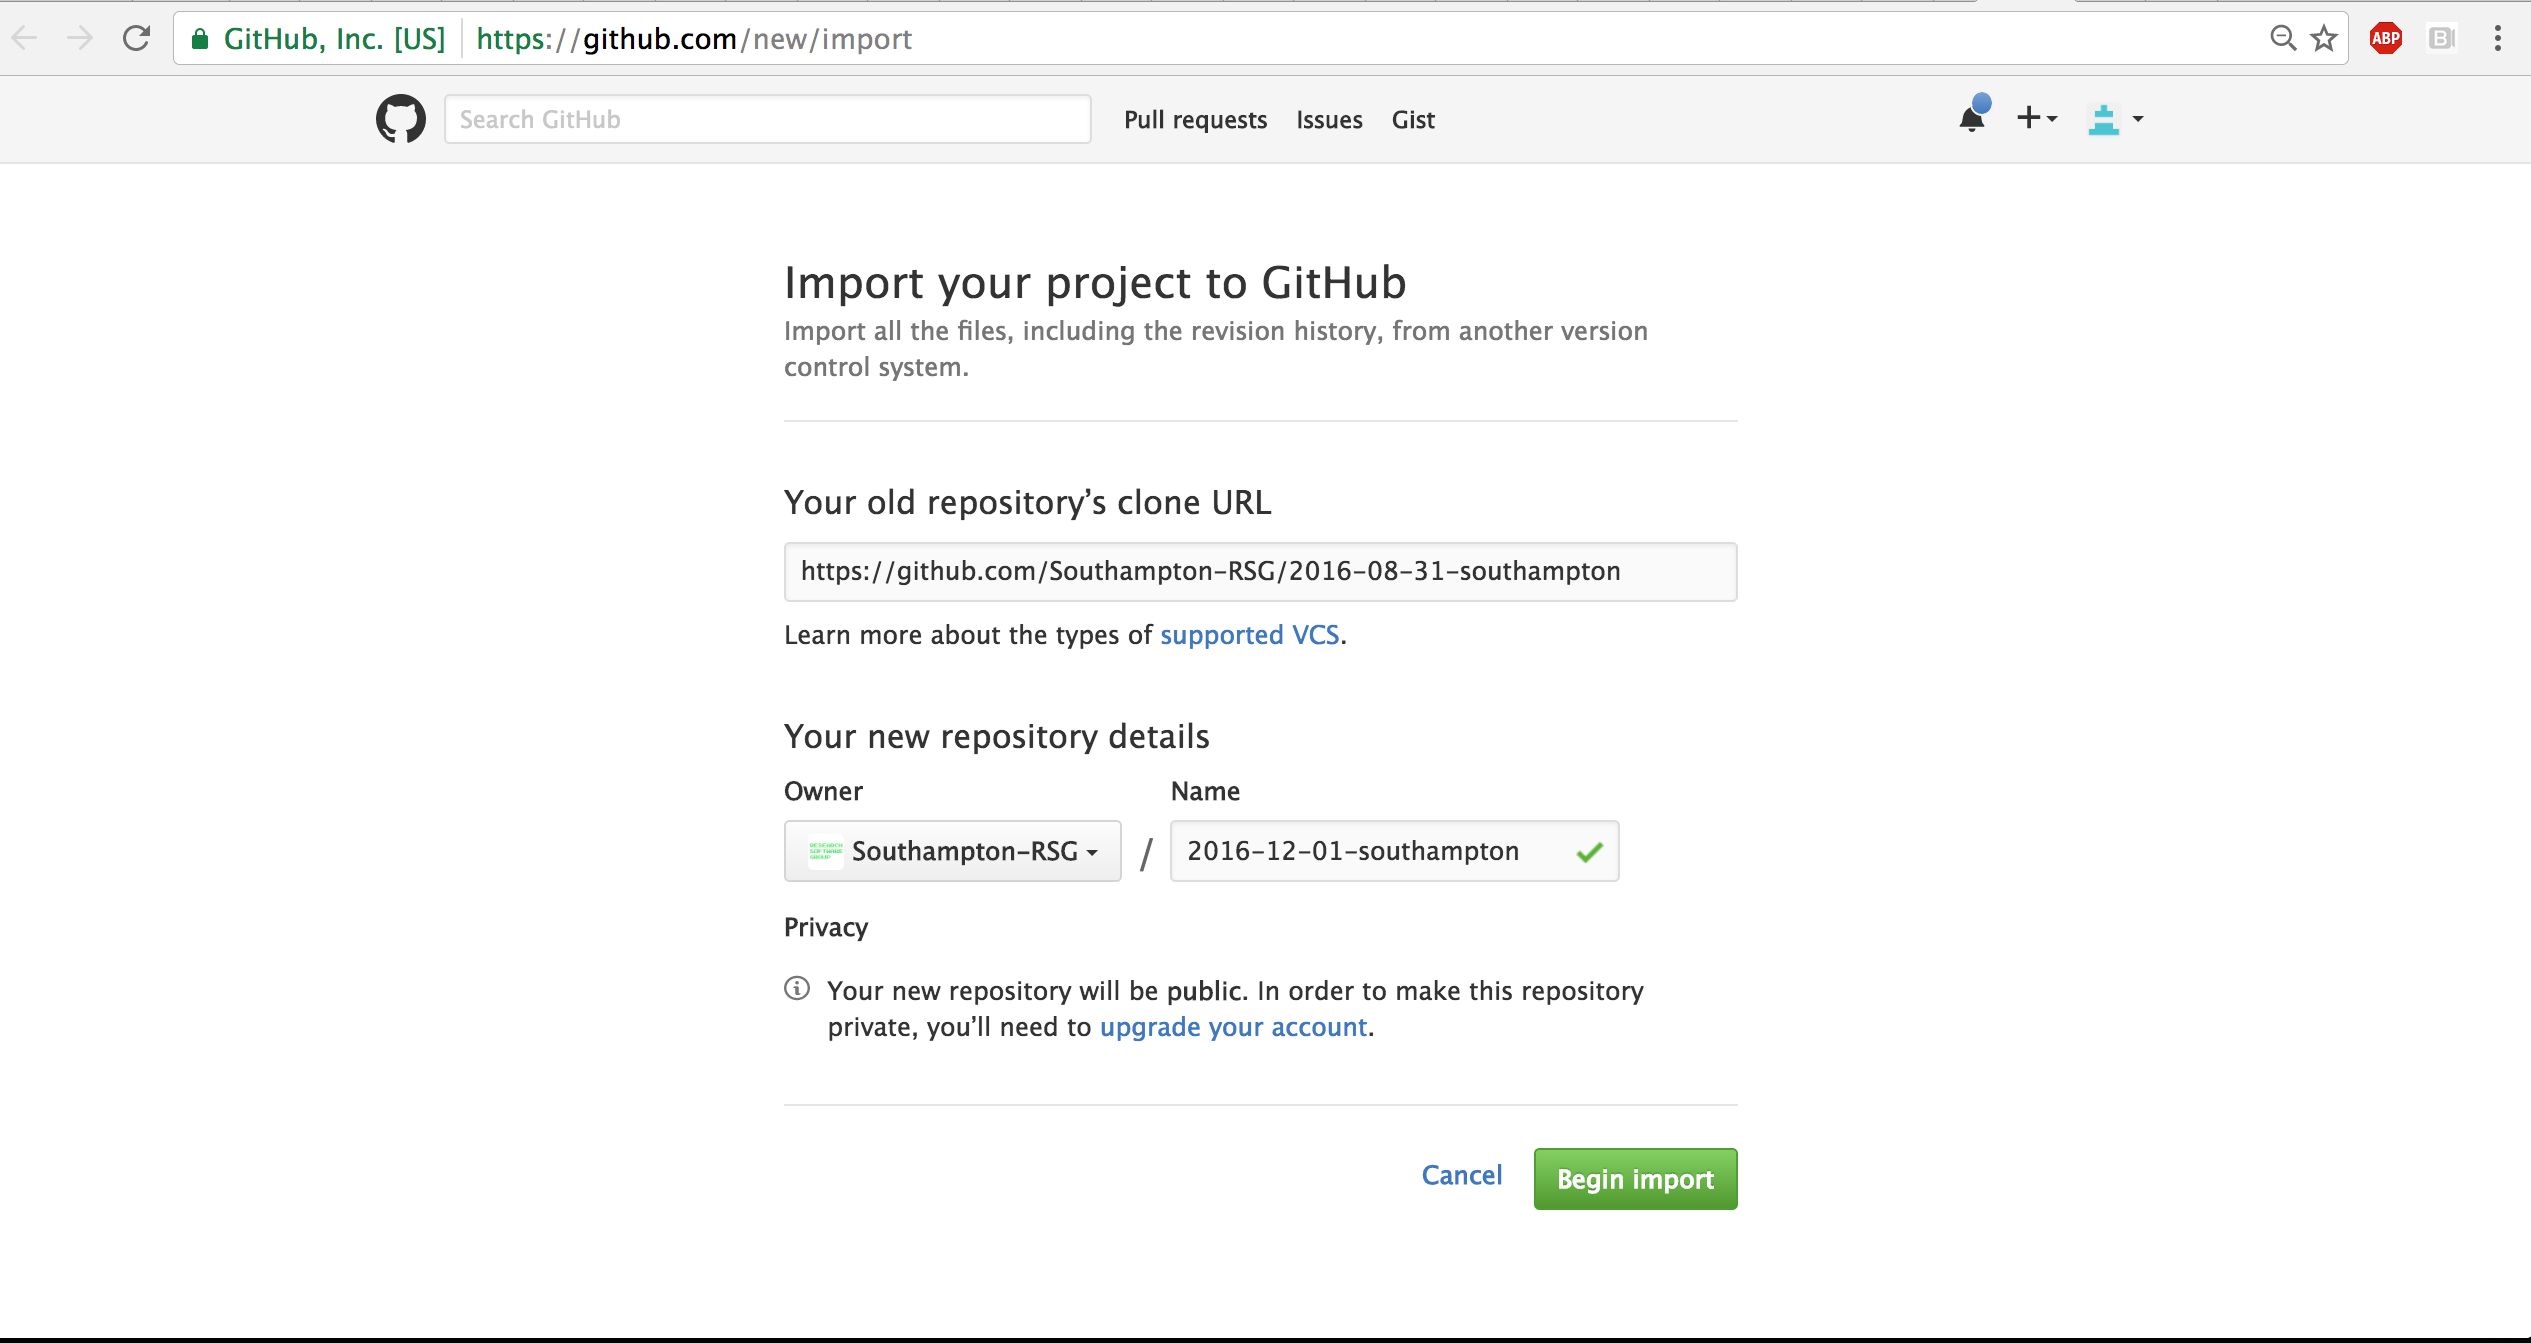 GitHub, Inc. [US] https://github.com/new/import
ABP
B
Search GitHub
Pull requests Issues Gist
Import your project to GitHub
Import all the files, including the revision history, from another version
control system.
Your old repository’s clone URL
https://github.com/Southampton-RSG/2016-08-31-southampton
Learn more about the types of supported VCS.
Your new repository details
Owner Name
RESEARCH
SOFTWARE
GROUP
Southampton-RSG / 2016-12-01-southampton
Privacy
Your new repository will be public. In order to make this repository
private, you’ll need to upgrade your account.
Cancel Begin import